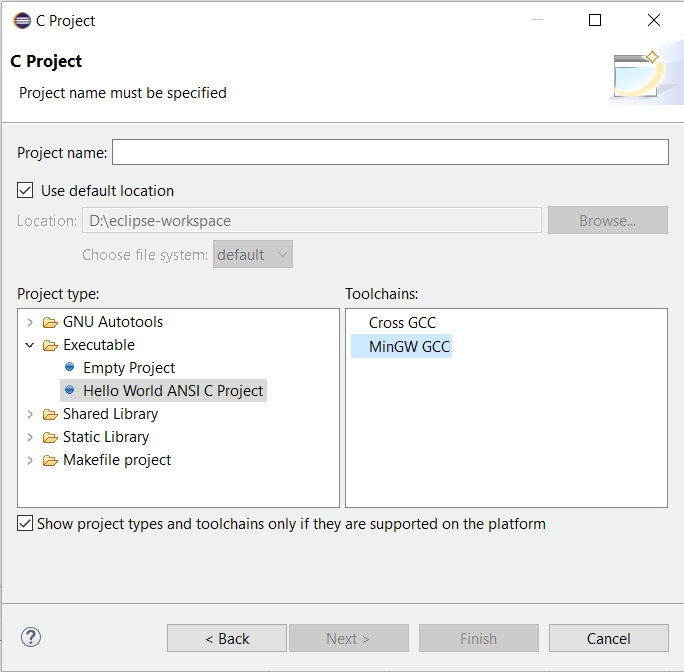 C Project
C Project
Project name must be specified
Project name:
Use default location
Location: D:\eclipse-workspace Browse...
Choose file system: default
Project type: Toolchains:
GNU Autotools Cross GCC
Executable MinGW GCC
Empty Project
Hello World ANSI C Project
Shared Library
Static Library
Makefile project
Show project types and toolchains only if they are supported on the platform
? < Back Next > Finish Cancel